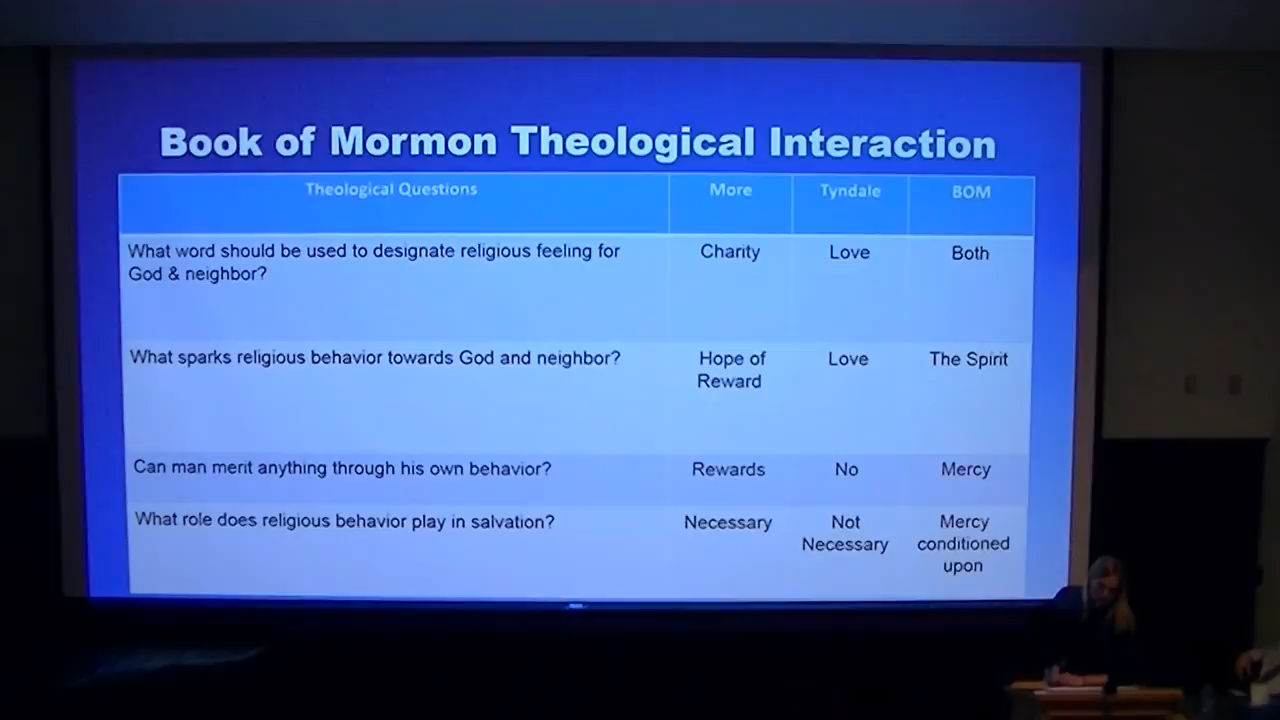 Book of Mormon Theological Interaction
Theological Questions More Tyndale BOM
What word should be used to designate religious feeling for God & neighbor? Charity Love Both
What sparks religious behavior towards God and neighbor? Hope of Reward Love The Spirit
Can man merit anything through his own behavior? Rewards No Mercy
What role does religious behavior play in salvation? Necessary Not Necessary Mercy conditioned upon